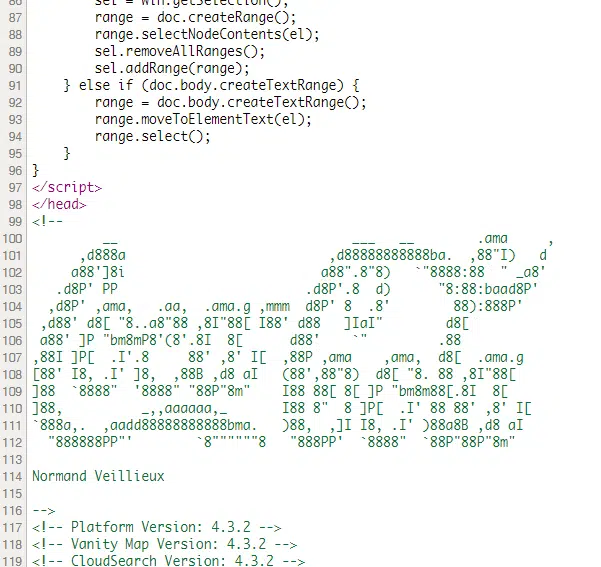 86 sel = win.getSelection();
87 range = doc.createRange();
88 range.selectNodeContents(el);
89 sel.removeAllRanges();
90 sel.addRange(range);
91 } else if (doc.body.createTextRange) {
92 range = doc.body.createTextRange();
93 range.moveToElementText(el);
94 range.select();
95 }
96 }
97 </script>
98 </head>
99 <!--
100          __                              ___   __        .ama     ,
101       ,d888a                          ,d88888888888ba.  ,88"I)   d
102      a88']8i                         a88".8"8)   `"8888:88  " _a8'
103    .d8P' PP                        .d8P'.8  d)      "8:88:baad8P'
104   ,d8P' ,ama,   .aa,  .ama.g ,mmm  d8P' 8  .8'        88):888P'
105  ,d88' d8[ "8..a8"88 ,8I"88[ I88' d88   ]IaI"        d8[
106  a88' ]P "bm8mP8'(8'.8I  8[      d88'    `"         .88
107 ,88I ]P[  .I'.8     88' ,8' I[  ,88P ,ama    ,ama,  d8[  .ama.g
108 [88' I8, .I' ]8,  ,88B ,d8 aI   (88',88"8)  d8[ "8. 88 ,8I"88[
109 ]88  `8888"  '8888" "88P"8m"    I88 88[ 8[ ]P "bm8m88[.8I  8[
110 ]88,          _,,aaaaaa,_       I88 8"  8 ]P[  .I' 88 88' ,8' I[
111 `888a,.  ,aadd88888888888bma.   )88,  ,]I I8, .I' )88a8B ,d8 aI
112   "888888PP"'        `8""""""8   "888PP'  `8888"  `88P"88P"8m"
113
114 Normand Veillieux
115
116 -->
117 <!-- Platform Version: 4.3.2 -->
118 <!-- Vanity Map Version: 4.3.2 -->
119 <!-- CloudSearch Version: 4.3.2 -->